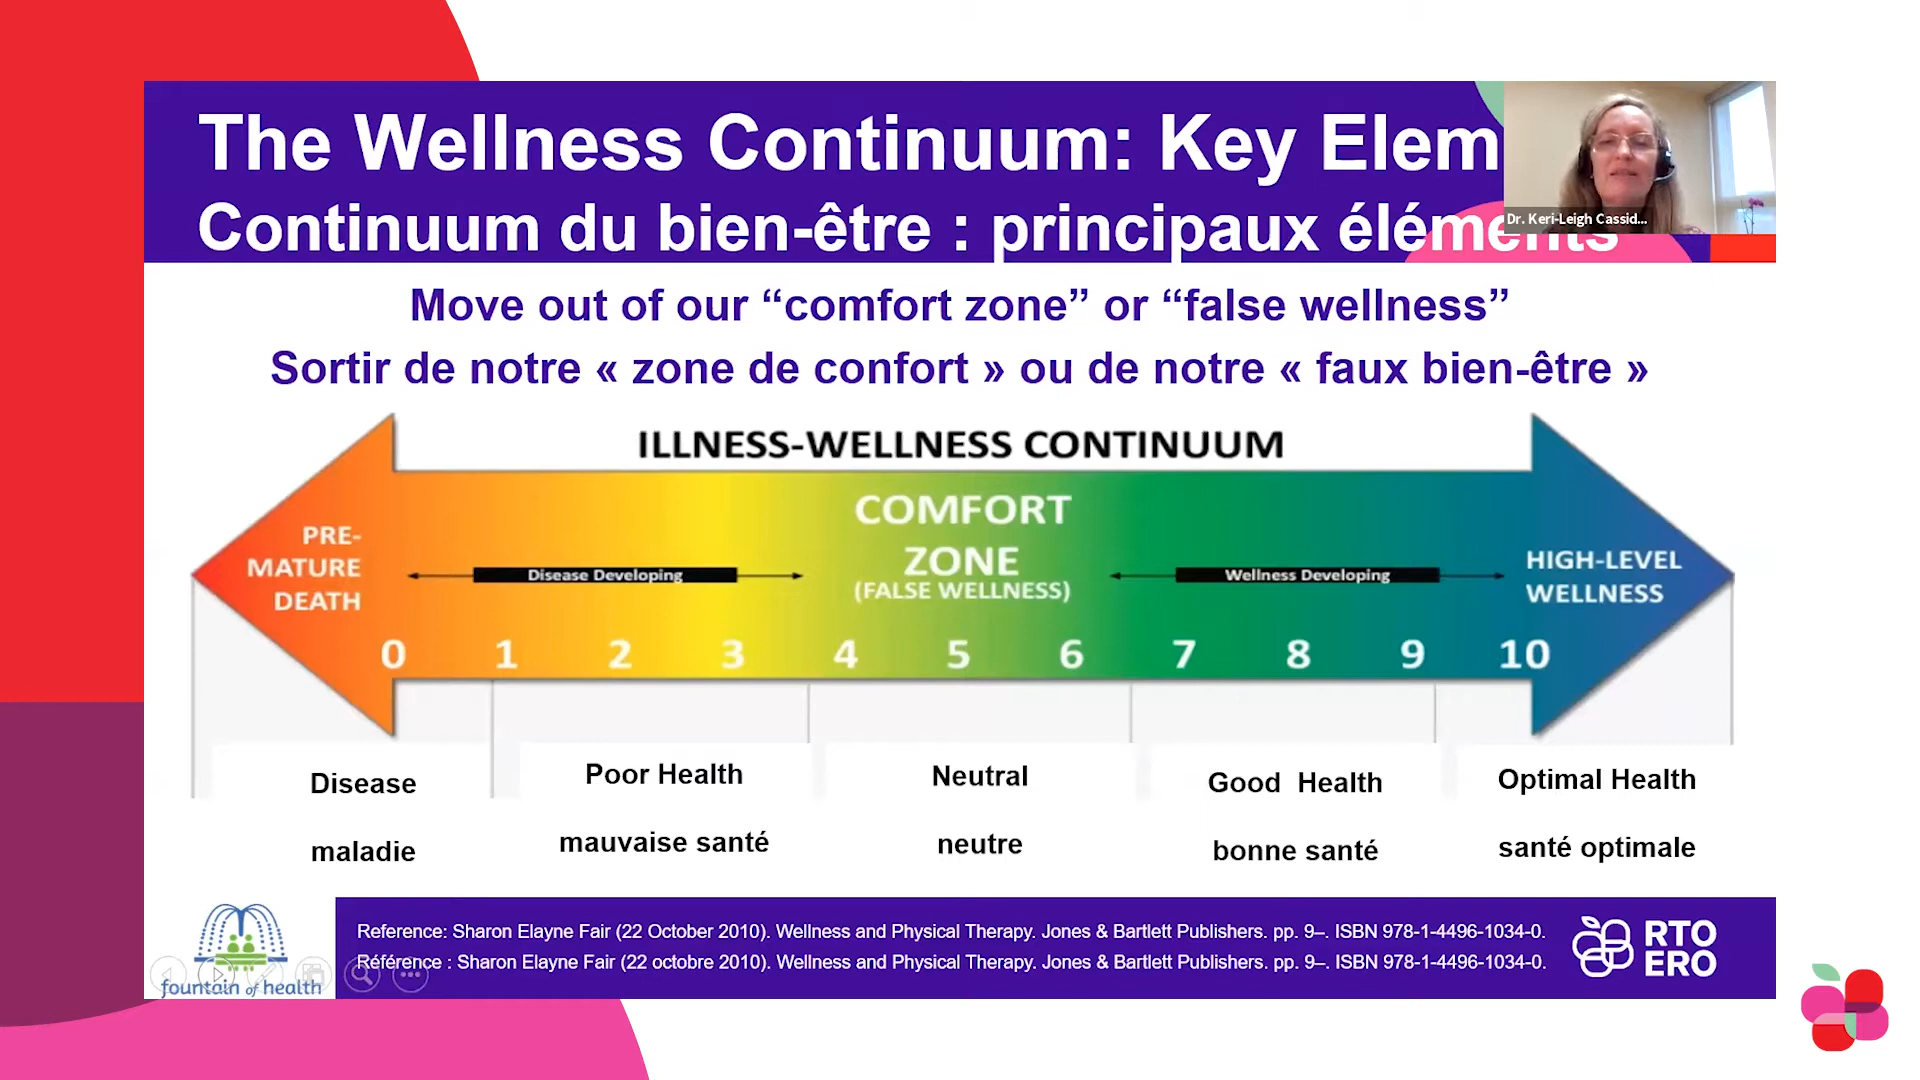 The Wellness Continuum: Key Elem
Continuum du bien-être : principaux éléments
Dr. Keri-Leigh Cassid...
Move out of our “comfort zone” or “false wellness”
Sortir de notre « zone de confort » ou de notre « faux bien-être »
ILLNESS-WELLNESS CONTINUUM
PRE-
MATURE
DEATH
Disease Developing
COMFORT
ZONE
(FALSE WELLNESS)
Wellness Developing
HIGH-LEVEL
WELLNESS
0 1 2 3 4 5 6 7 8 9 10
Disease
maladie
Poor Health
mauvaise santé
Neutral
neutre
Good Health
bonne santé
Optimal Health
santé optimale
fountain of health
Reference: Sharon Elayne Fair (22 October 2010). Wellness and Physical Therapy. Jones & Bartlett Publishers. pp. 9–. ISBN 978-1-4496-1034-0.
Référence : Sharon Elayne Fair (22 octobre 2010). Wellness and Physical Therapy. Jones & Bartlett Publishers. pp. 9–. ISBN 978-1-4496-1034-0.
RTO
ERO